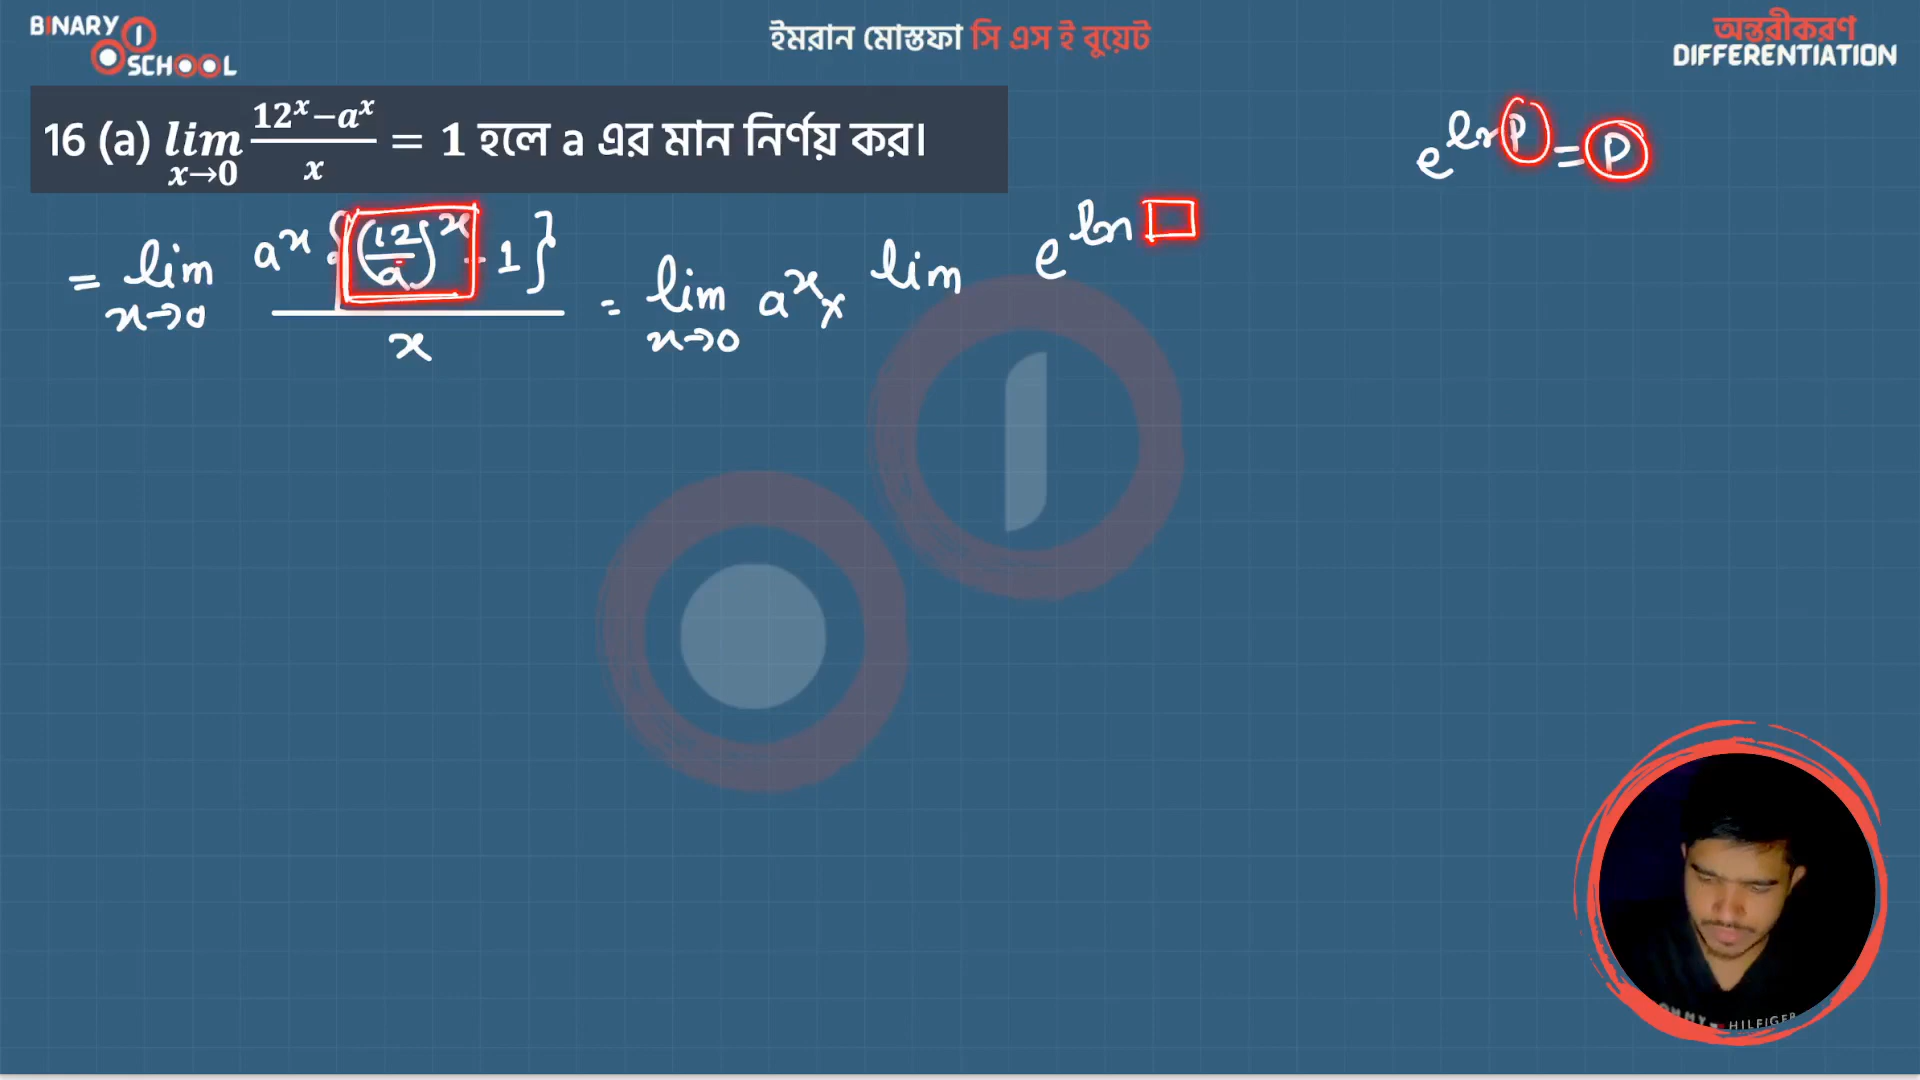 BINARY SCHOOL
ইমরান মোস্তফা সি এস ই বুয়েট
অন্তরীকরণ
DIFFERENTIATION
16 (a) lim x→0 (12^x − a^x)/x = 1 হলে a এর মান নির্ণয় কর।
e^ln P = P
= lim x→0 a^x {(12/a)^x - 1}/x = lim x→0 a^x × lim e^ln □
HILFIGER